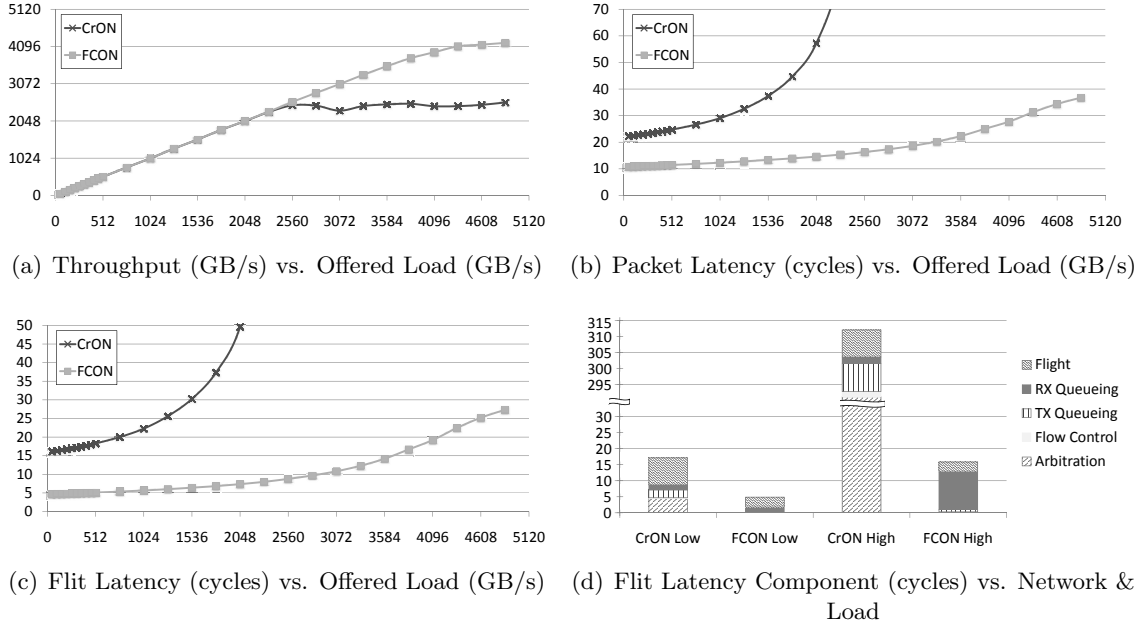 5120
4096
3072
2048
1024
0
CrON
FCON
0 512 1024 1536 2048 2560 3072 3584 4096 4608 5120
(a) Throughput (GB/s) vs. Offered Load (GB/s)
70
60
50
40
30
20
10
0
CrON
FCON
0 512 1024 1536 2048 2560 3072 3584 4096 4608 5120
(b) Packet Latency (cycles) vs. Offered Load (GB/s)
50
45
40
35
30
25
20
15
10
5
0
CrON
FCON
0 512 1024 1536 2048 2560 3072 3584 4096 4608 5120
(c) Flit Latency (cycles) vs. Offered Load (GB/s)
315
310
305
300
295
30
25
20
15
10
5
0
CrON Low FCON Low CrON High FCON High
Flight
RX Queueing
TX Queueing
Flow Control
Arbitration
(d) Flit Latency Component (cycles) vs. Network &
Load